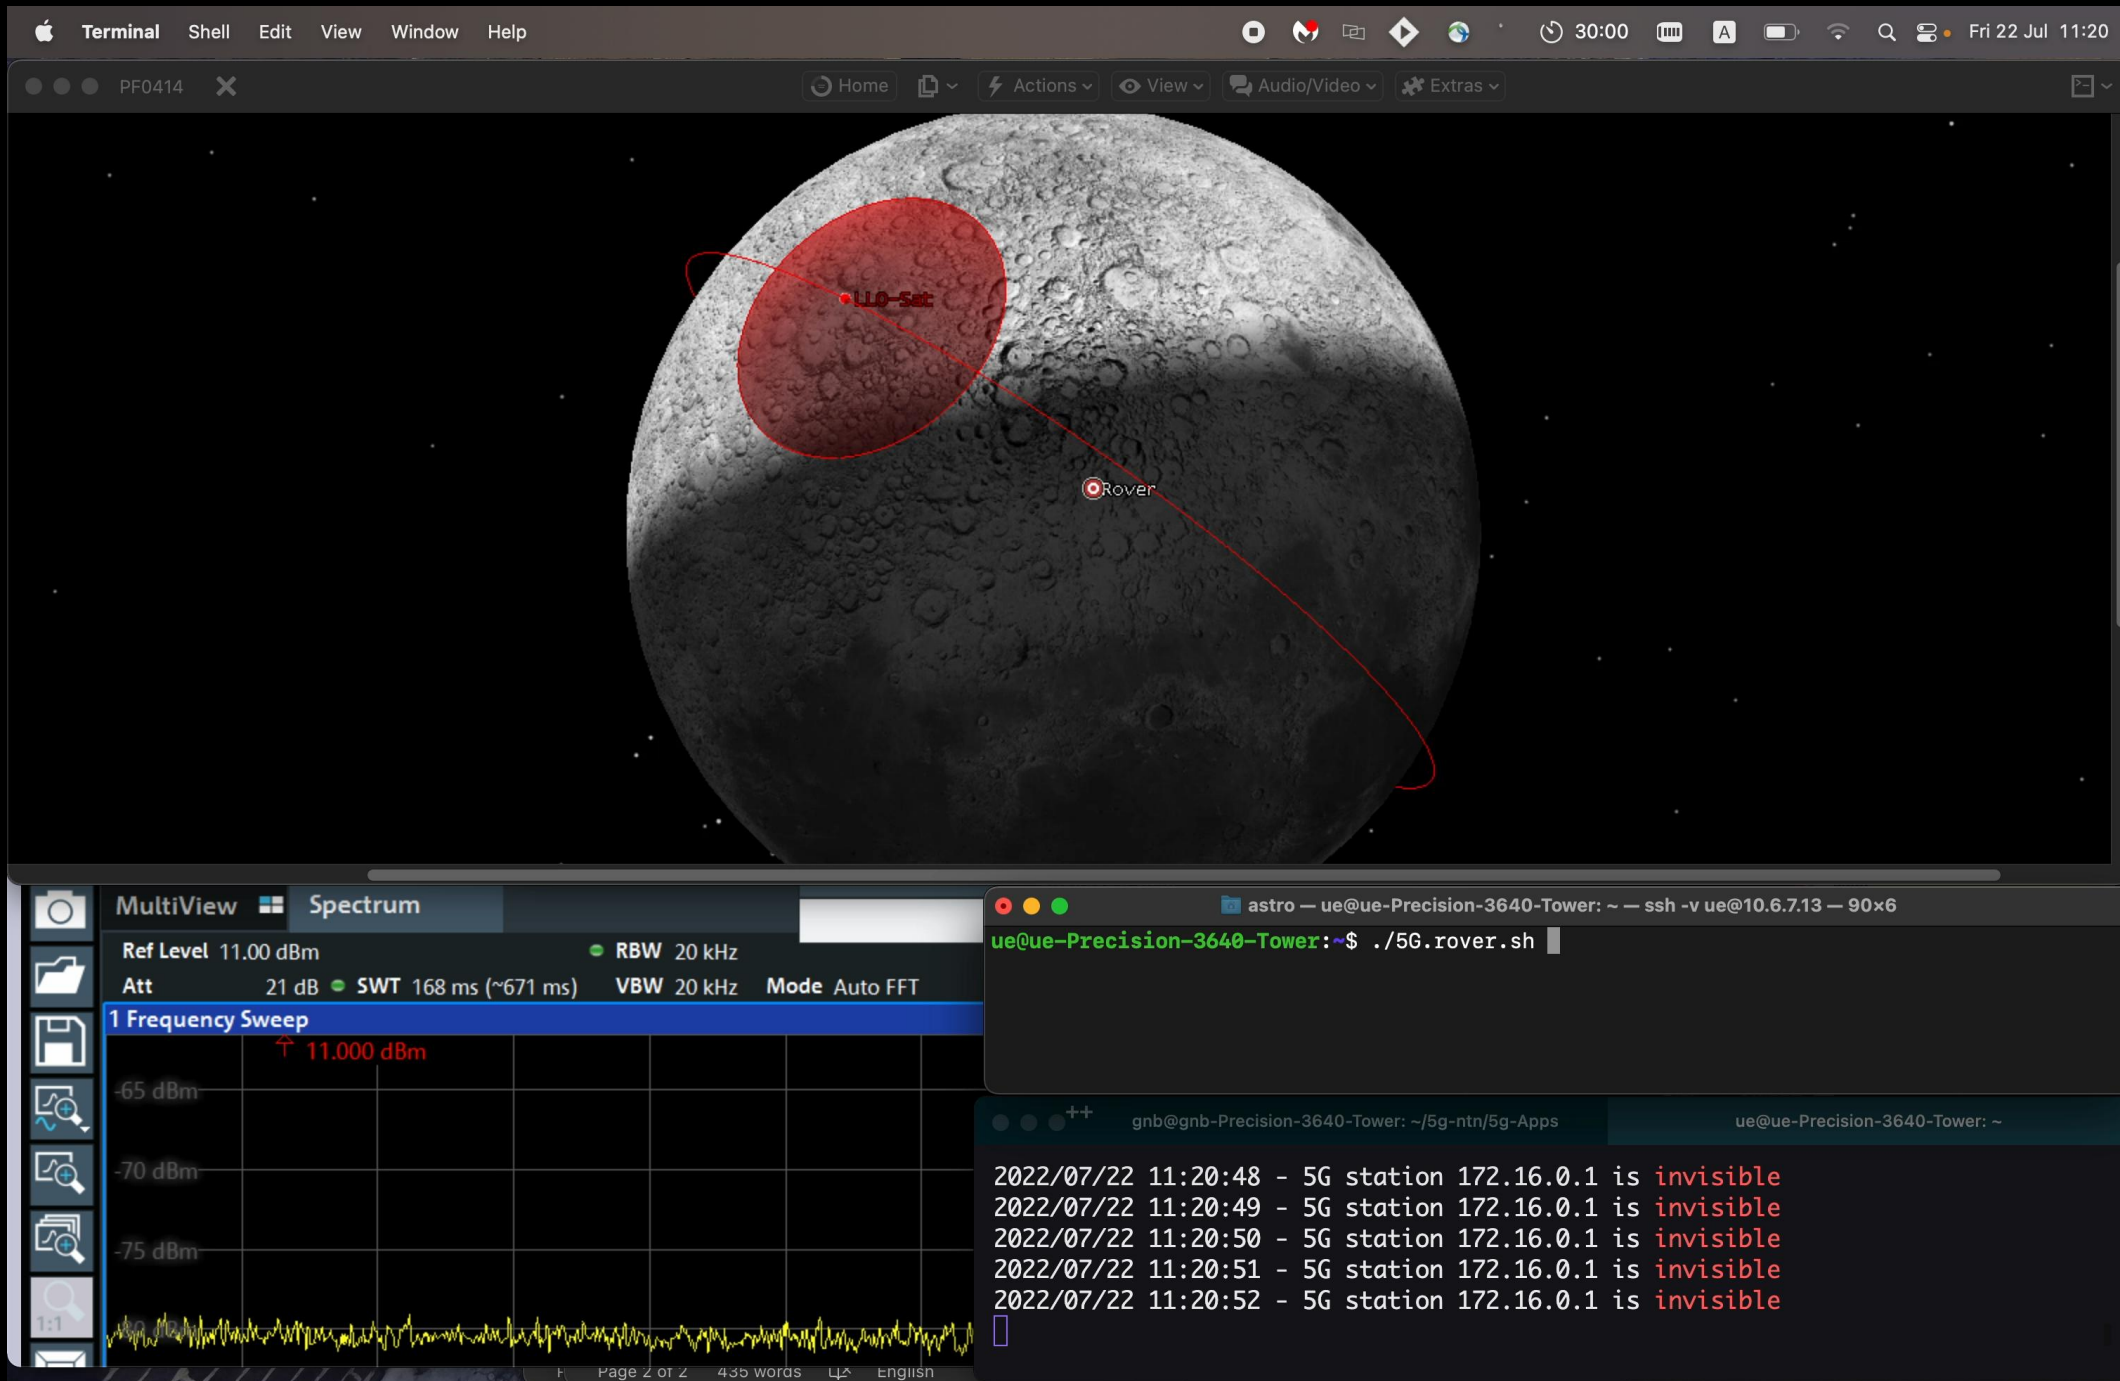 Terminal Shell Edit View Window Help 30:00 A Fri 22 Jul 11:20
PF0414 Home Actions View Audio/Video Extras
LLO-Sat
Rover
MultiView Spectrum
Ref Level 11.00 dBm RBW 20 kHz
Att 21 dB SWT 168 ms (~671 ms) VBW 20 kHz Mode Auto FFT
1 Frequency Sweep
11.000 dBm
-65 dBm
-70 dBm
-75 dBm
-80 dBm
1:1
astro — ue@ue-Precision-3640-Tower: ~ — ssh -v ue@10.6.7.13 — 90×6
ue@ue-Precision-3640-Tower:~$ ./5G.rover.sh
gnb@gnb-Precision-3640-Tower: ~/5g-ntn/5g-Apps ue@ue-Precision-3640-Tower: ~
2022/07/22 11:20:48 - 5G station 172.16.0.1 is invisible
2022/07/22 11:20:49 - 5G station 172.16.0.1 is invisible
2022/07/22 11:20:50 - 5G station 172.16.0.1 is invisible
2022/07/22 11:20:51 - 5G station 172.16.0.1 is invisible
2022/07/22 11:20:52 - 5G station 172.16.0.1 is invisible
Page 2 of 2 435 words English